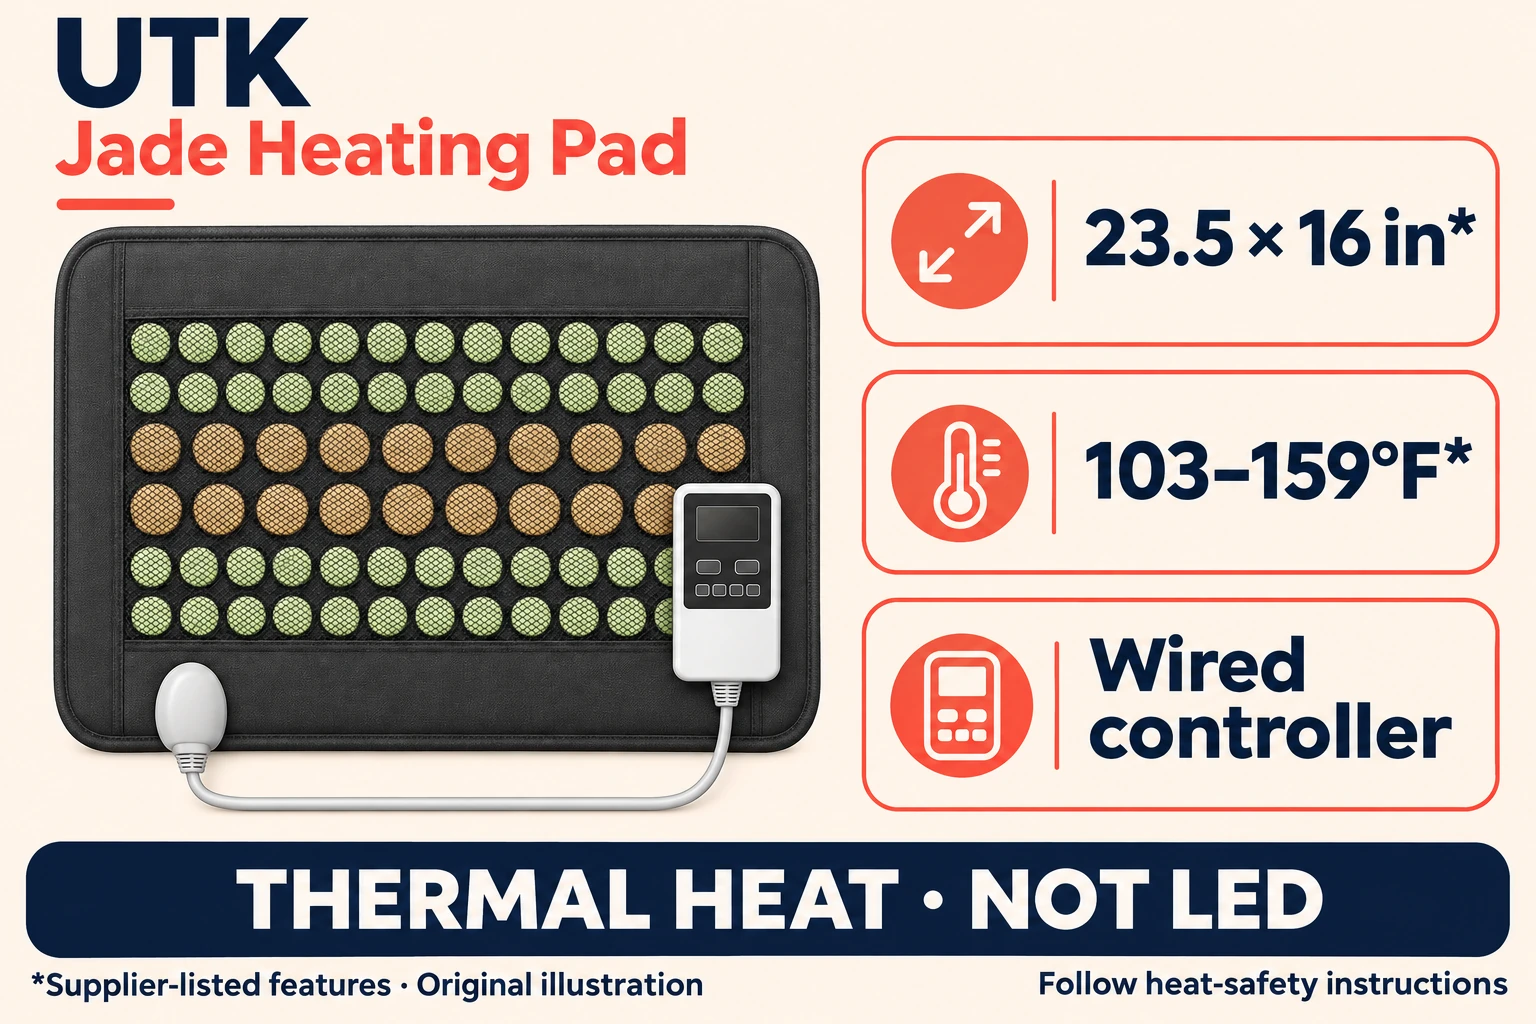 UTK
Jade Heating Pad
23.5 × 16 in*
103–159°F*
Wired
controller
THERMAL HEAT · NOT LED
*Supplier-listed features · Original illustration
Follow heat-safety instructions